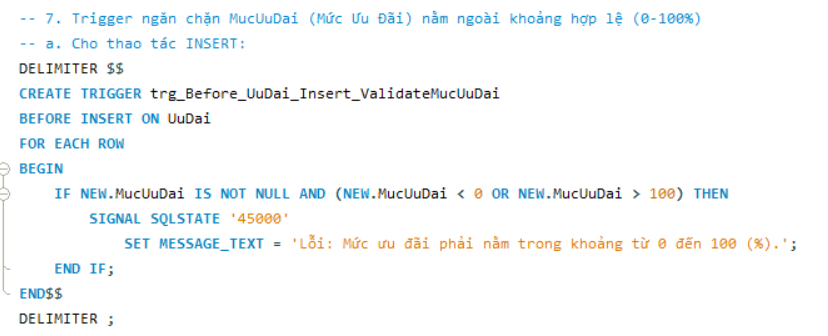 -- 7. Trigger ngăn chặn MucUuDai (Mức Ưu Đãi) nằm ngoài khoảng hợp lệ (0-100%)
-- a. Cho thao tác INSERT:
DELIMITER $$
CREATE TRIGGER trg_Before_UuDai_Insert_ValidateMucUuDai
BEFORE INSERT ON UuDai
FOR EACH ROW
BEGIN
    IF NEW.MucUuDai IS NOT NULL AND (NEW.MucUuDai < 0 OR NEW.MucUuDai > 100) THEN
        SIGNAL SQLSTATE '45000'
            SET MESSAGE_TEXT = 'Lỗi: Mức ưu đãi phải nằm trong khoảng từ 0 đến 100 (%).';
    END IF;
END$$
DELIMITER ;